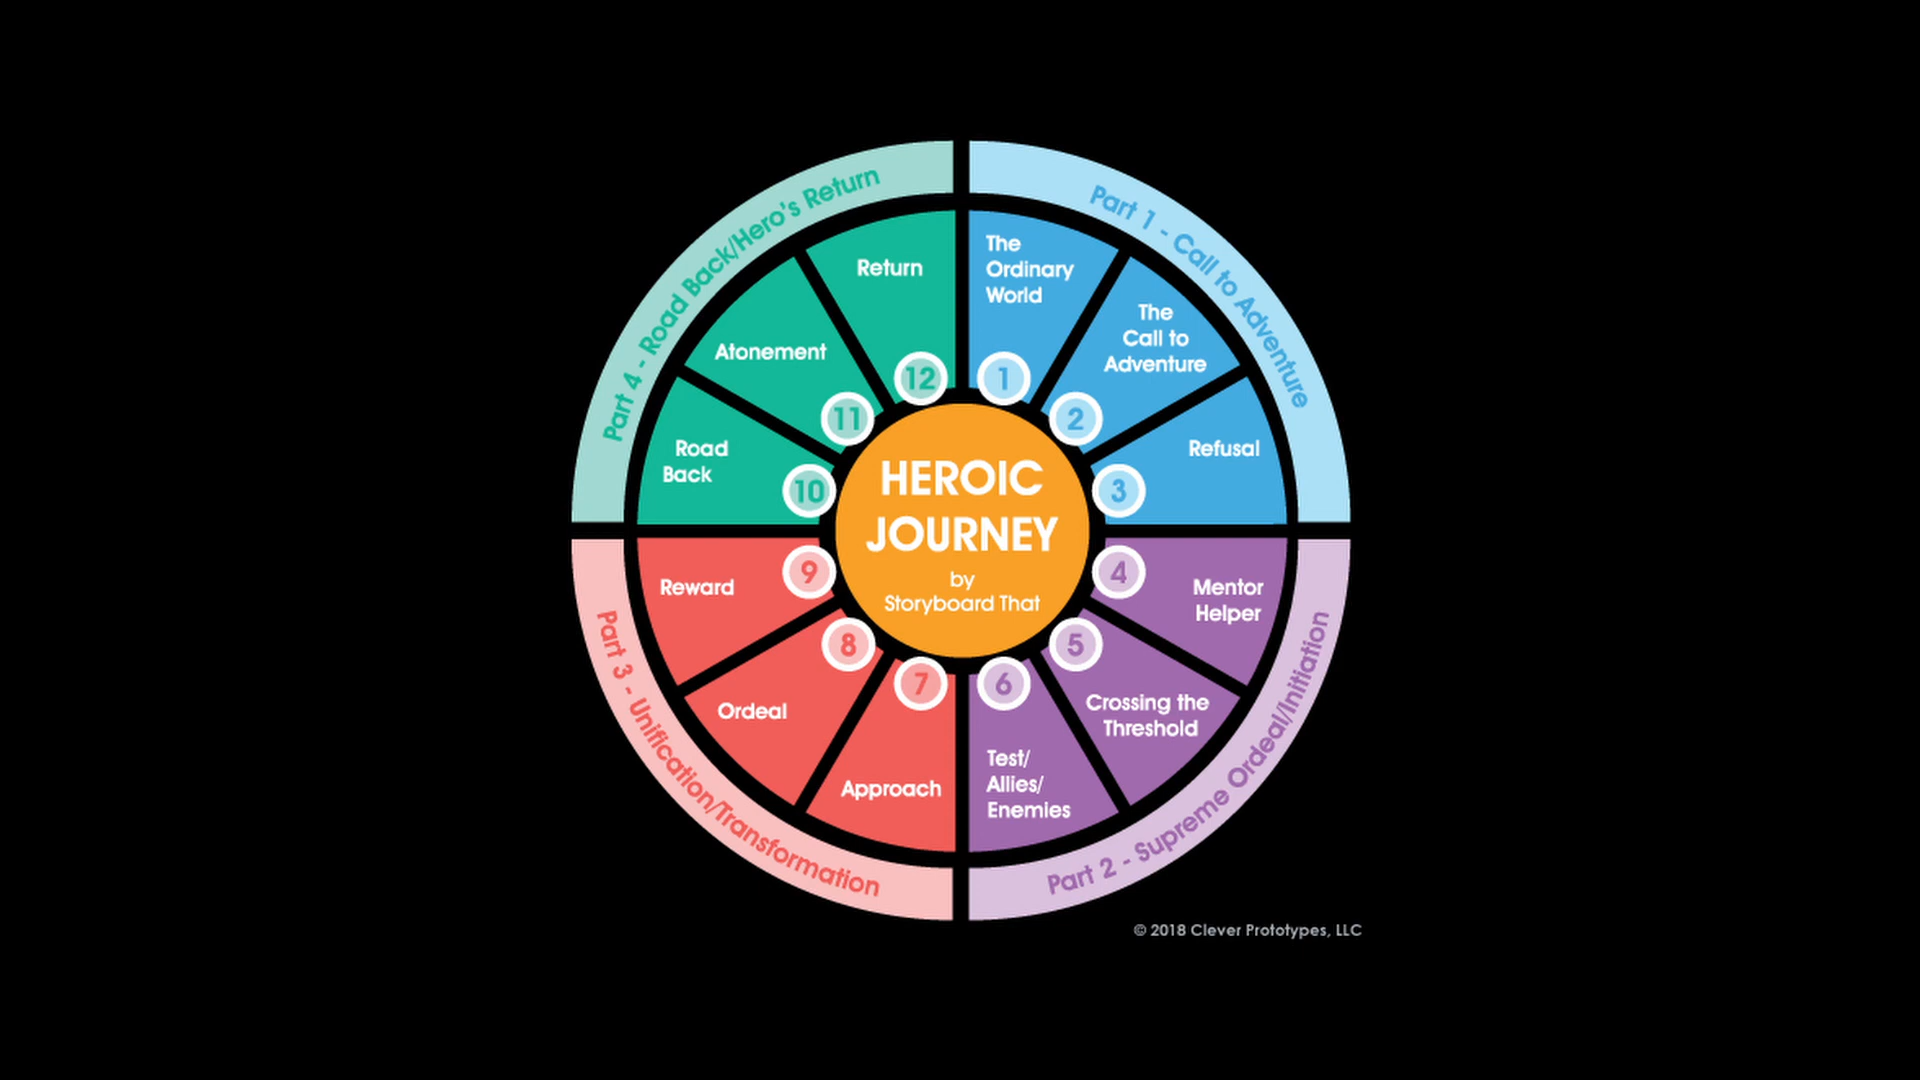 HEROIC
JOURNEY
by
Storyboard That
Part 1 - Call to Adventure
1
The
Ordinary
World
2
The
Call to
Adventure
3
Refusal
Part 2 - Supreme Ordeal/Initiation
4
Mentor
Helper
5
Crossing the
Threshold
6
Test/
Allies/
Enemies
Part 3 - Unification/Transformation
7
Approach
8
Ordeal
9
Reward
Part 4 - Road Back/Hero's Return
10
Road
Back
11
Atonement
12
Return
© 2018 Clever Prototypes, LLC